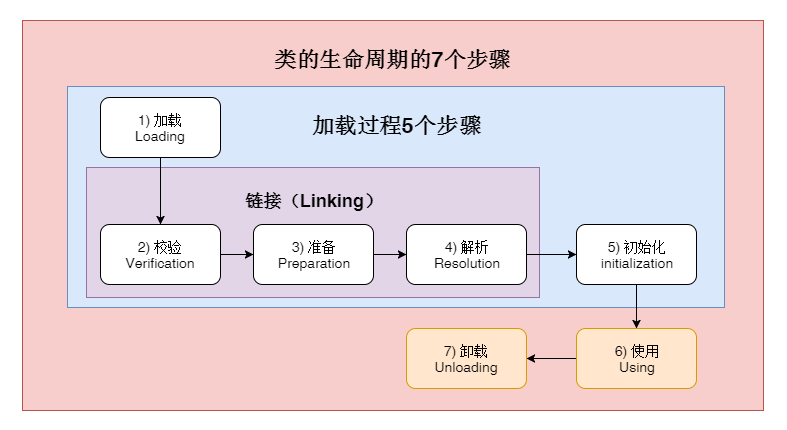 类的生命周期的7个步骤
加载过程5个步骤
1) 加载
Loading
链接（Linking）
2) 校验
Verification
3) 准备
Preparation
4) 解析
Resolution
5) 初始化
initialization
6) 使用
Using
7) 卸载
Unloading